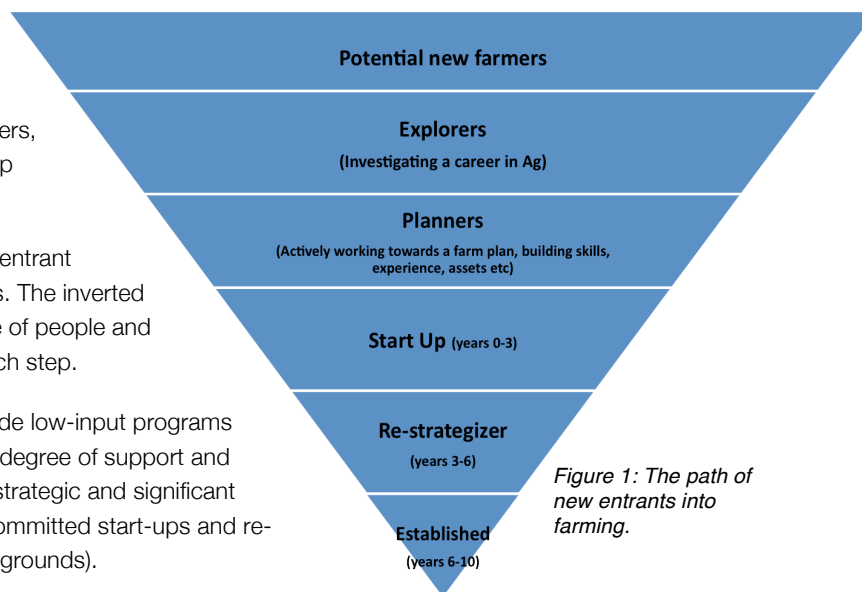 Potential new farmers
ers,
p
Explorers
(Investigating a career in Ag)
entrant
s. The inverted
e of people and
ch step.
Planners
(Actively working towards a farm plan, building skills,
experience, assets etc)
Start Up (years 0-3)
de low-input programs
degree of support and
strategic and significant
ommitted start-ups and re-
grounds).
Re-strategizer
(years 3-6)
Established
(years 6-10)
Figure 1: The path of
new entrants into
farming.